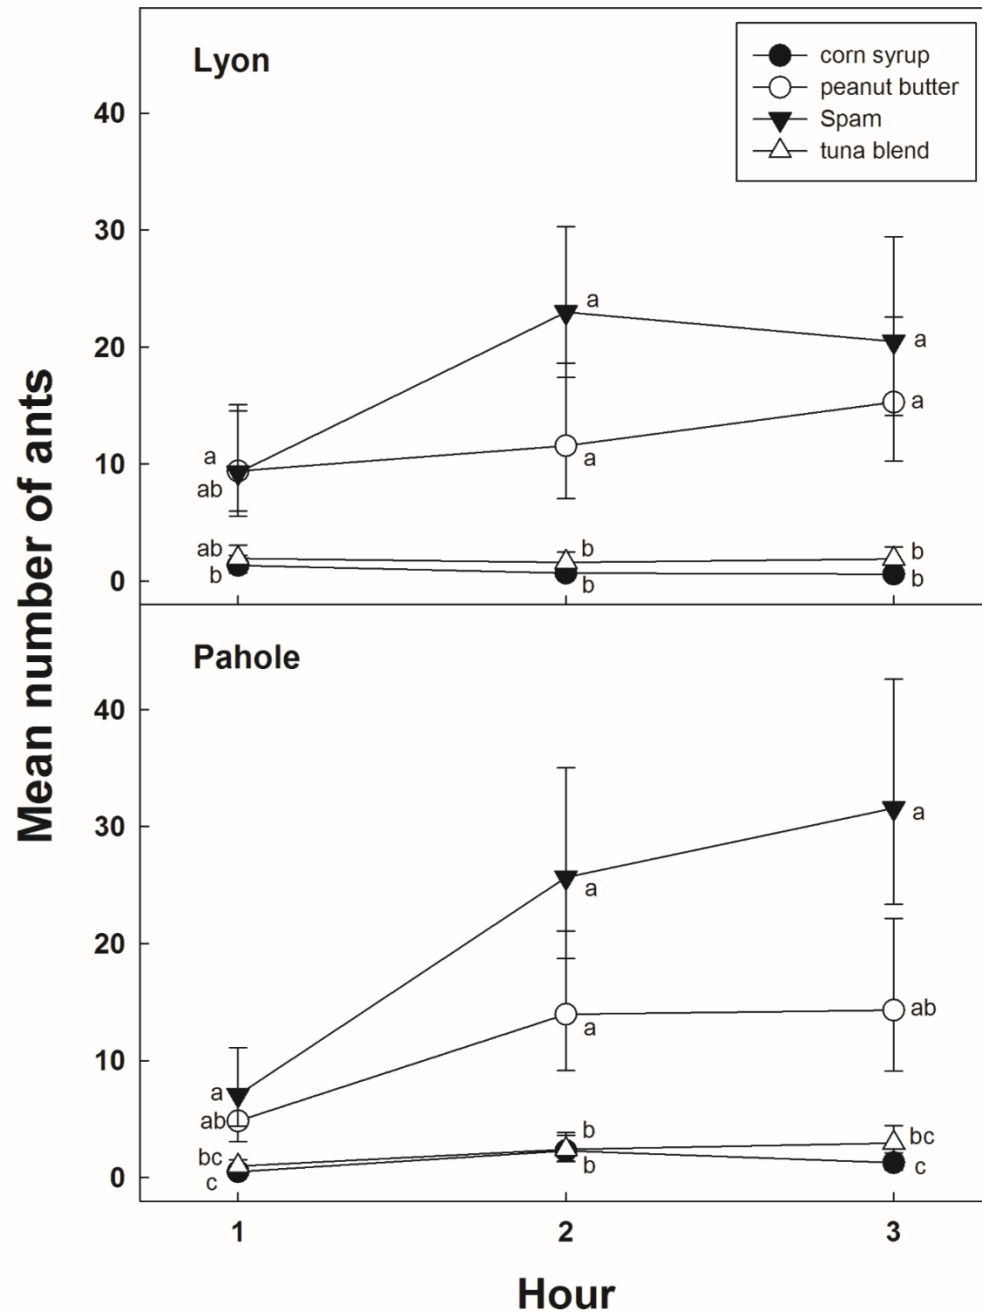 Lyon
corn syrup
peanut butter
Spam
tuna blend
40
30
20
10
0
a
ab
ab
b
a
a
b
b
a
a
b
b
Pahole
40
30
20
10
0
a
ab
bc
c
a
a
b
b
a
ab
bc
c
1
2
3
Hour
Mean number of ants